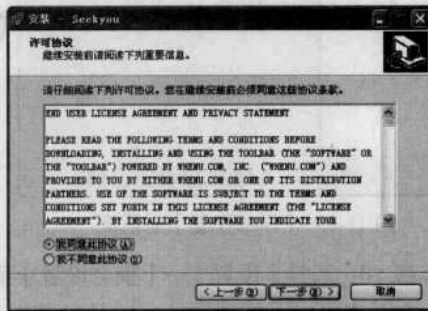 安装 - Seekyou
许可协议
继续安装前请阅读下列重要信息。
请仔细阅读下列许可协议。您在继续安装前必须同意这些协议条款。
END USER LICENSE AGREEMENT AND PRIVACY STATEMENT
PLEASE READ THE FOLLOWING TERMS AND CONDITIONS BEFORE
DOWNLOADING, INSTALLING AND USING THE TOOLBAR (THE "SOFTWARE" OR
THE "TOOLBAR") POWERED BY WHENU.COM, INC. ("WHENU.COM") AND
PROVIDED TO YOU BY EITHER WHENU.COM OR ONE OF ITS DISTRIBUTION
PARTNERS. USE OF THE SOFTWARE IS SUBJECT TO THE TERMS AND
CONDITIONS SET FORTH IN THIS LICENSE AGREEMENT (THE "LICENSE
AGREEMENT"). BY INSTALLING THE SOFTWARE YOU INDICATE YOUR
我同意此协议(A)
我不同意此协议(D)
<上一步(B) 下一步(N)> 取消